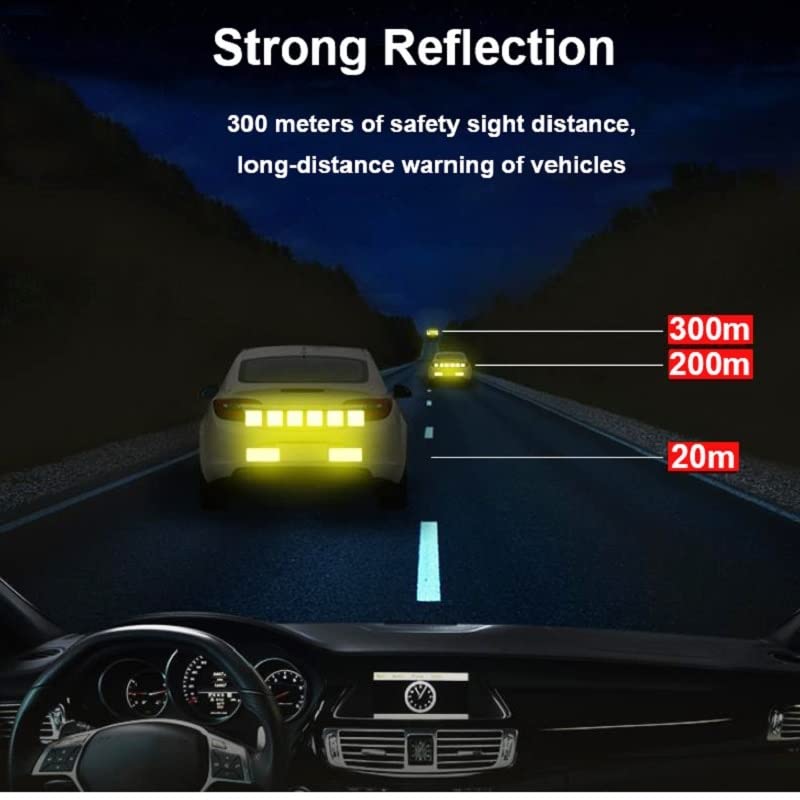 Strong Reflection
300 meters of safety sight distance,
long-distance warning of vehicles
300m
200m
20m